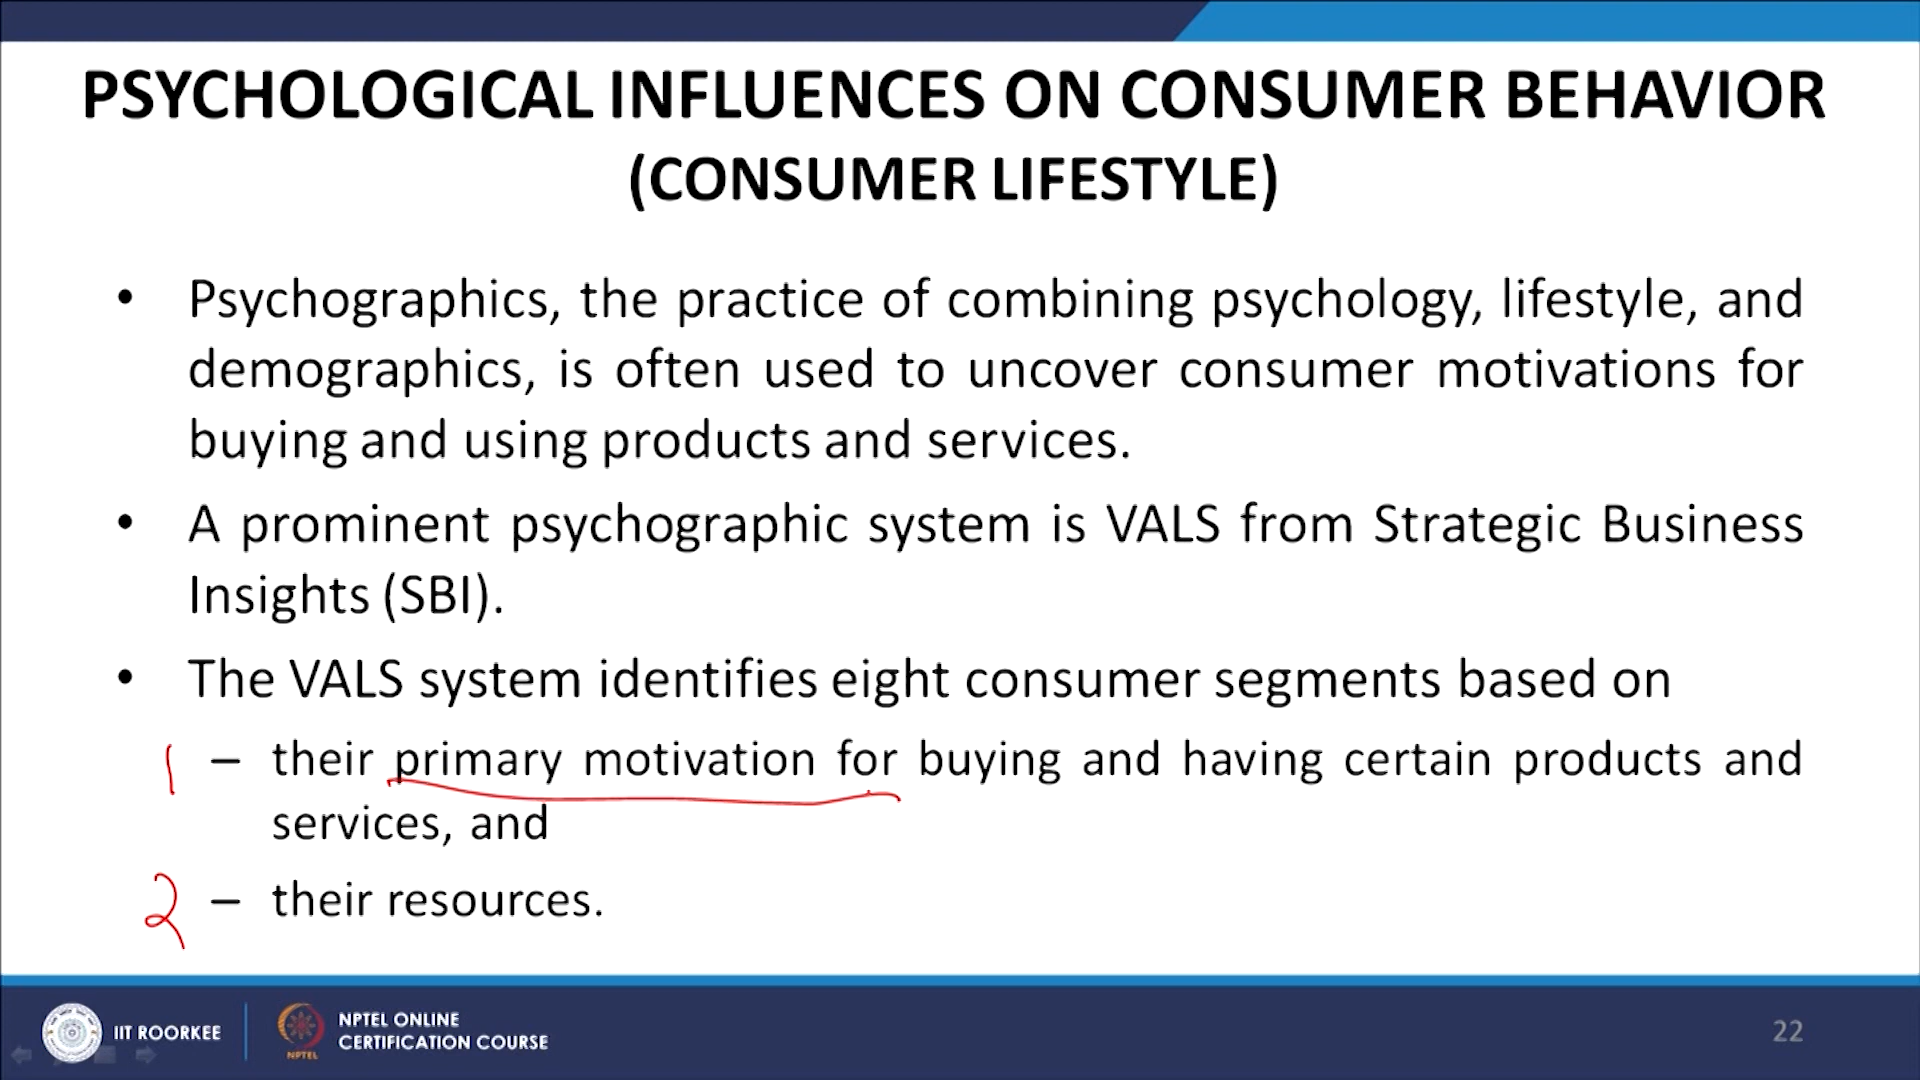 PSYCHOLOGICAL INFLUENCES ON CONSUMER BEHAVIOR
(CONSUMER LIFESTYLE)
• Psychographics, the practice of combining psychology, lifestyle, and
demographics, is often used to uncover consumer motivations for
buying and using products and services.
• A prominent psychographic system is VALS from Strategic Business
Insights (SBI).
• The VALS system identifies eight consumer segments based on
1 – their primary motivation for buying and having certain products and
services, and
2 – their resources.
IIT ROORKEE
NPTEL
NPTEL ONLINE
CERTIFICATION COURSE
22